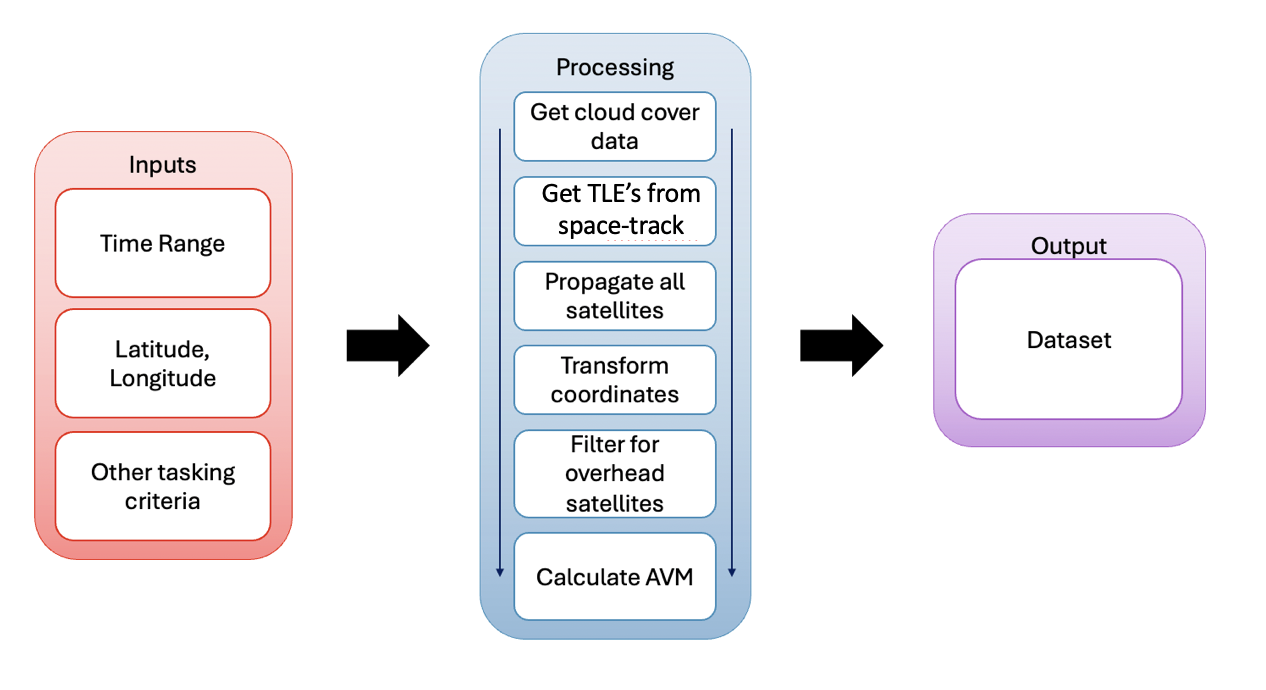 Inputs
Time Range
Latitude,
Longitude
Other tasking
criteria
Processing
Get cloud cover
data
Get TLE’s from
space-track
Propagate all
satellites
Transform
coordinates
Filter for
overhead
satellites
Calculate AVM
Output
Dataset